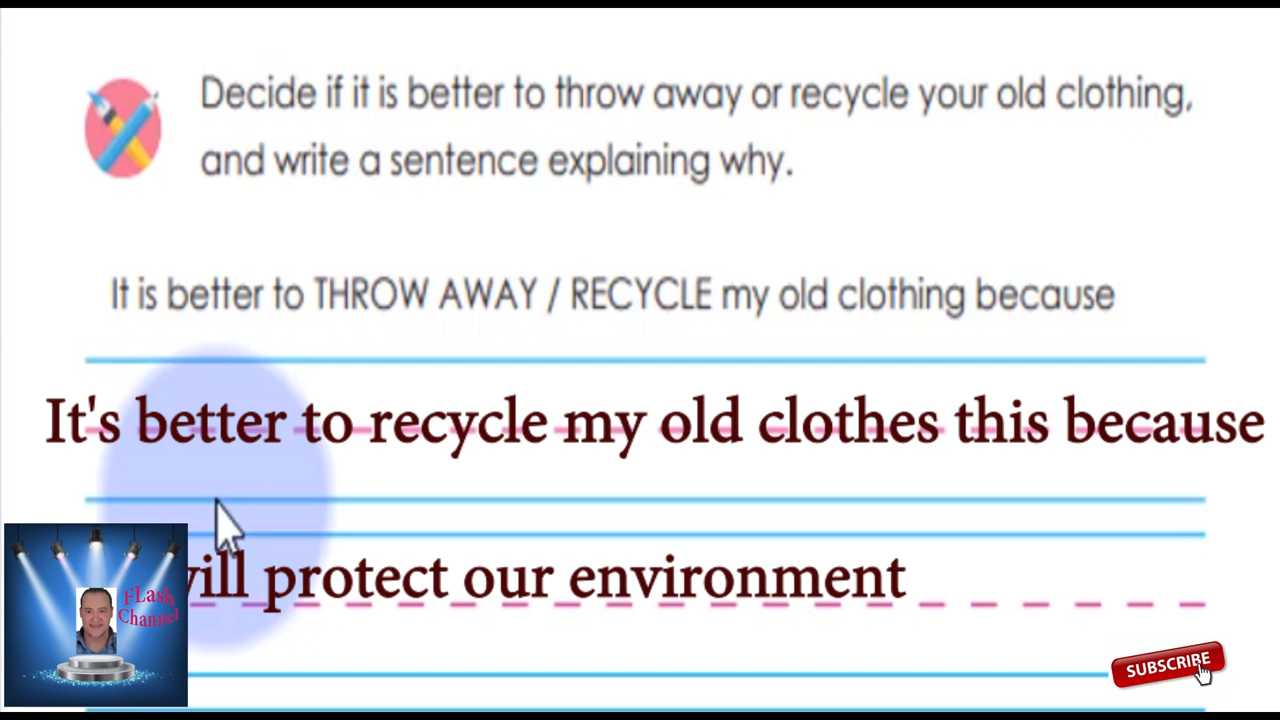 Decide if it is better to throw away or recycle your old clothing,
and write a sentence explaining why.
It is better to THROW AWAY / RECYCLE my old clothing because
It's better to recycle my old clothes this because
will protect our environment
FLash
Channel
SUBSCRIBE